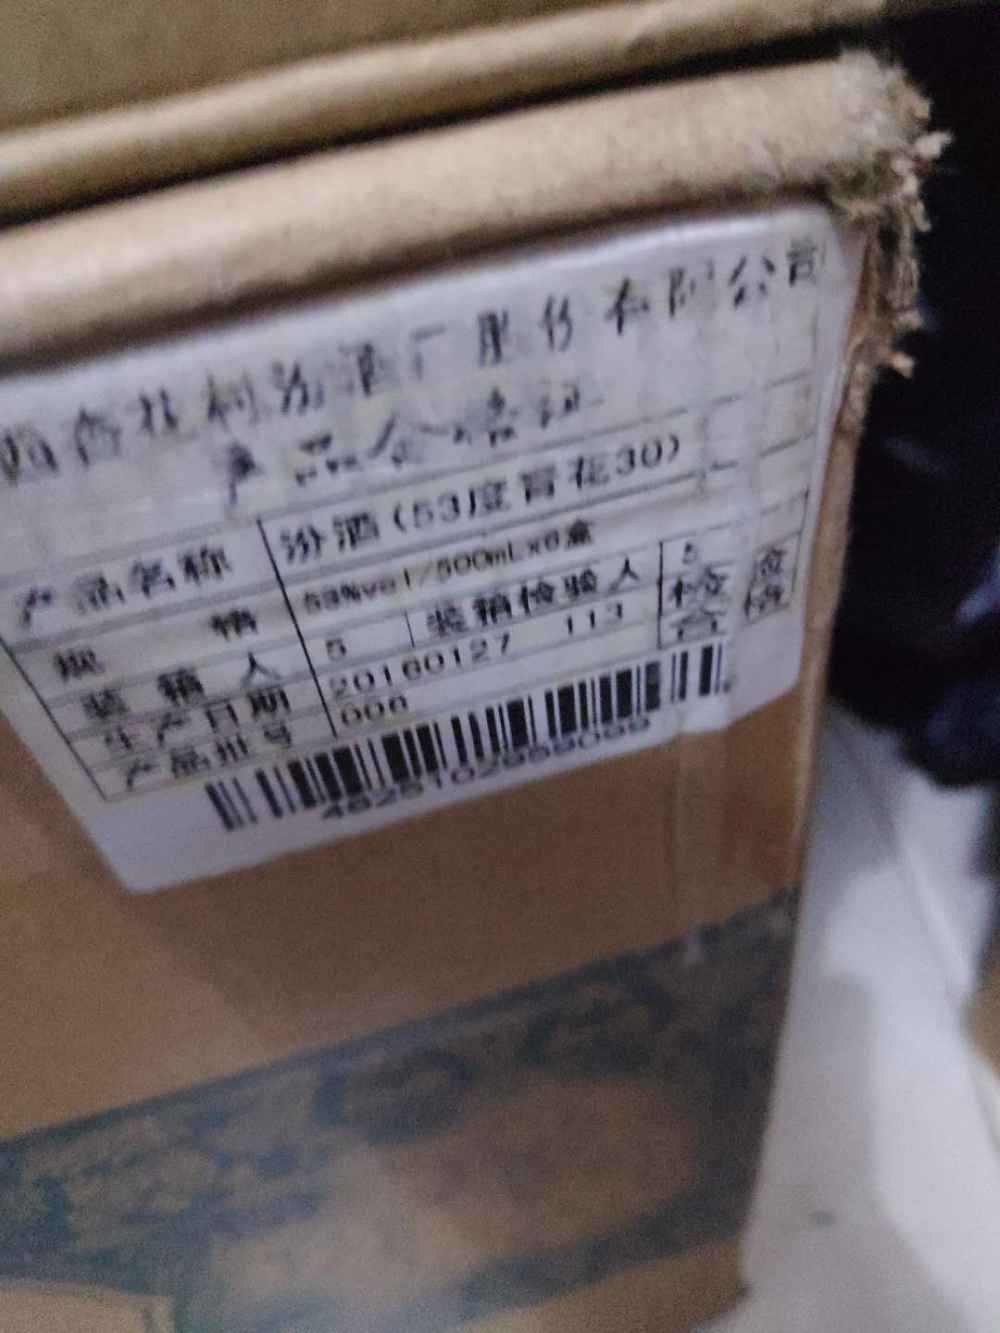 山西杏花村汾酒厂股份有限公司
产品合格证
产品名称 汾酒(53度青花30)
规 格 53%vol/500mLx6盒
装 箱 人 5 装箱检验人 5
生产日期 20160127 113 检 验
产品批号 000 合 格